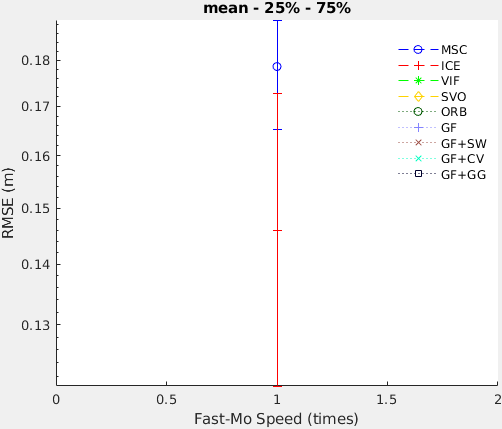 mean - 25% - 75%
RMSE (m)
0.18
0.17
0.16
0.15
0.14
0.13
MSC
ICE
VIF
SVO
ORB
GF
GF+SW
GF+CV
GF+GG
0 0.5 1 1.5 2
Fast-Mo Speed (times)